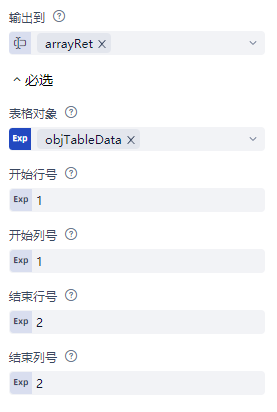 输出到
arrayRet
必选
表格对象
Exp objTableData
开始行号
Exp 1
开始列号
Exp 1
结束行号
Exp 2
结束列号
Exp 2